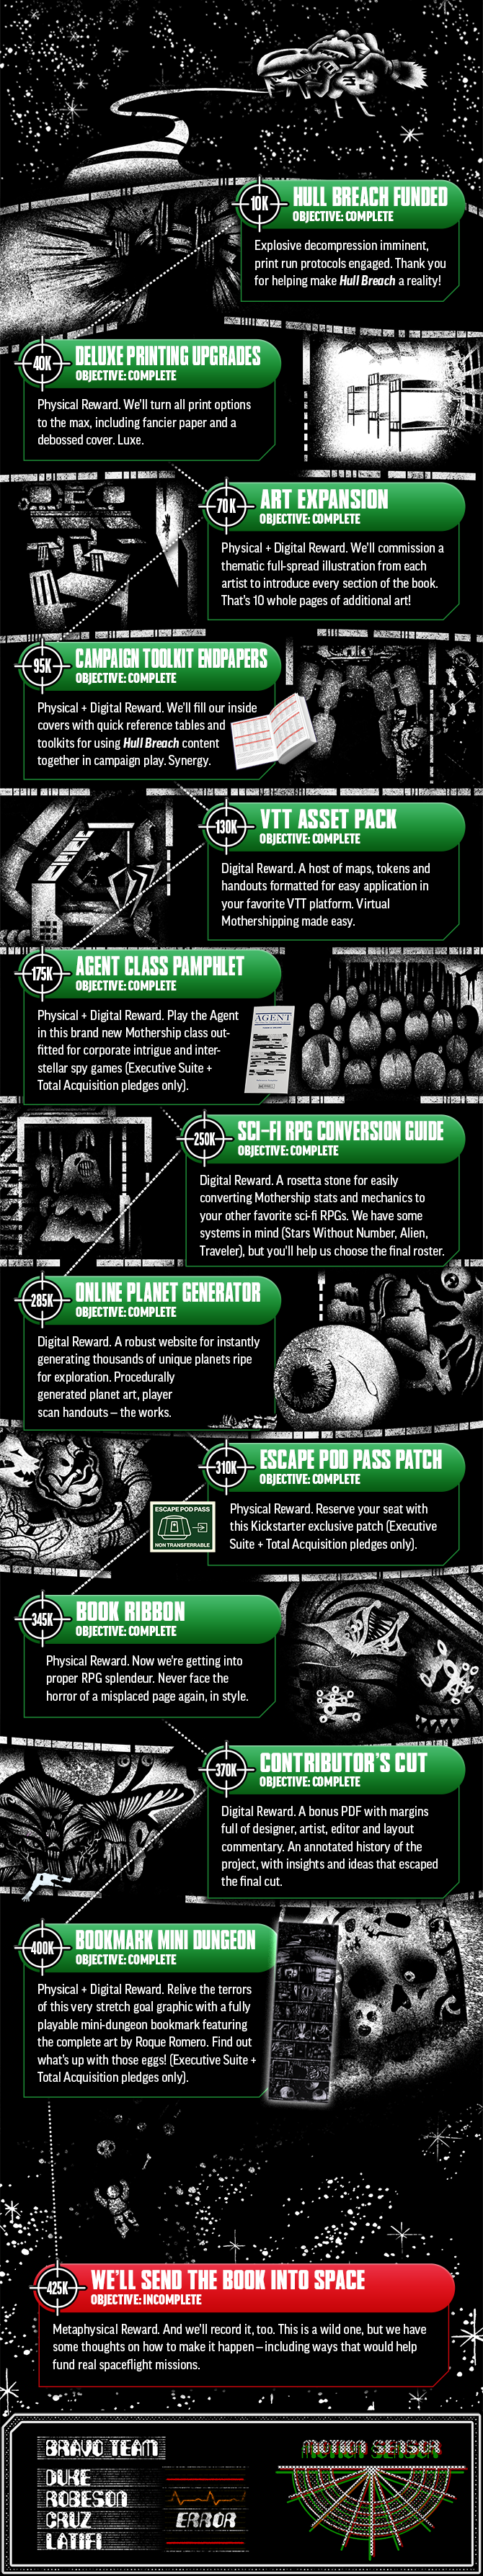 10K
HULL BREACH FUNDED
OBJECTIVE: COMPLETE
Explosive decompression imminent,
print run protocols engaged. Thank you
for helping make Hull Breach a reality!
40K
DELUXE PRINTING UPGRADES
OBJECTIVE: COMPLETE
Physical Reward. We'll turn all print options
to the max, including fancier paper and a
debossed cover. Luxe.
70K
ART EXPANSION
OBJECTIVE: COMPLETE
Physical + Digital Reward. We'll commission a
thematic full-spread illustration from each
artist to introduce every section of the book.
That's 10 whole pages of additional art!
95K
CAMPAIGN TOOLKIT ENDPAPERS
OBJECTIVE: COMPLETE
Physical + Digital Reward. We'll fill our inside
covers with quick reference tables and
toolkits for using Hull Breach content
together in campaign play. Synergy.
130K
VTT ASSET PACK
OBJECTIVE: COMPLETE
Digital Reward. A host of maps, tokens and
handouts formatted for easy application in
your favorite VTT platform. Virtual
Mothershipping made easy.
175K
AGENT CLASS PAMPHLET
OBJECTIVE: COMPLETE
Physical + Digital Reward. Play the Agent
in this brand new Mothership class out-
fitted for corporate intrigue and inter-
stellar spy games (Executive Suite +
Total Acquisition pledges only).
AGENT
250K
SCI-FI RPG CONVERSION GUIDE
OBJECTIVE: COMPLETE
Digital Reward. A rosetta stone for easily
converting Mothership stats and mechanics to
your other favorite sci-fi RPGs. We have some
systems in mind (Stars Without Number, Alien,
Traveler), but you'll help us choose the final roster.
285K
ONLINE PLANET GENERATOR
OBJECTIVE: COMPLETE
Digital Reward. A robust website for instantly
generating thousands of unique planets ripe
for exploration. Procedurally
generated planet art, player
scan handouts – the works.
310K
ESCAPE POD PASS PATCH
OBJECTIVE: COMPLETE
Physical Reward. Reserve your seat with
this Kickstarter exclusive patch (Executive
Suite + Total Acquisition pledges only).
ESCAPE POD PASS
NON TRANSFERRABLE
345K
BOOK RIBBON
OBJECTIVE: COMPLETE
Physical Reward. Now we're getting into
proper RPG splendeur. Never face the
horror of a misplaced page again, in style.
370K
CONTRIBUTOR'S CUT
OBJECTIVE: COMPLETE
Digital Reward. A bonus PDF with margins
full of designer, artist, editor and layout
commentary. An annotated history of the
project, with insights and ideas that escaped
the final cut.
400K
BOOKMARK MINI DUNGEON
OBJECTIVE: COMPLETE
Physical + Digital Reward. Relive the terrors
of this very stretch goal graphic with a fully
playable mini-dungeon bookmark featuring
the complete art by Roque Romero. Find out
what's up with those eggs! (Executive Suite +
Total Acquisition pledges only).
425K
WE'LL SEND THE BOOK INTO SPACE
OBJECTIVE: INCOMPLETE
Metaphysical Reward. And we'll record it, too. This is a wild one, but we have
some thoughts on how to make it happen – including ways that would help
fund real spaceflight missions.
BRAVO TEAM
DUKE
ROBESON
CRUZ
LATIFI
ERROR
MOTION SENSOR